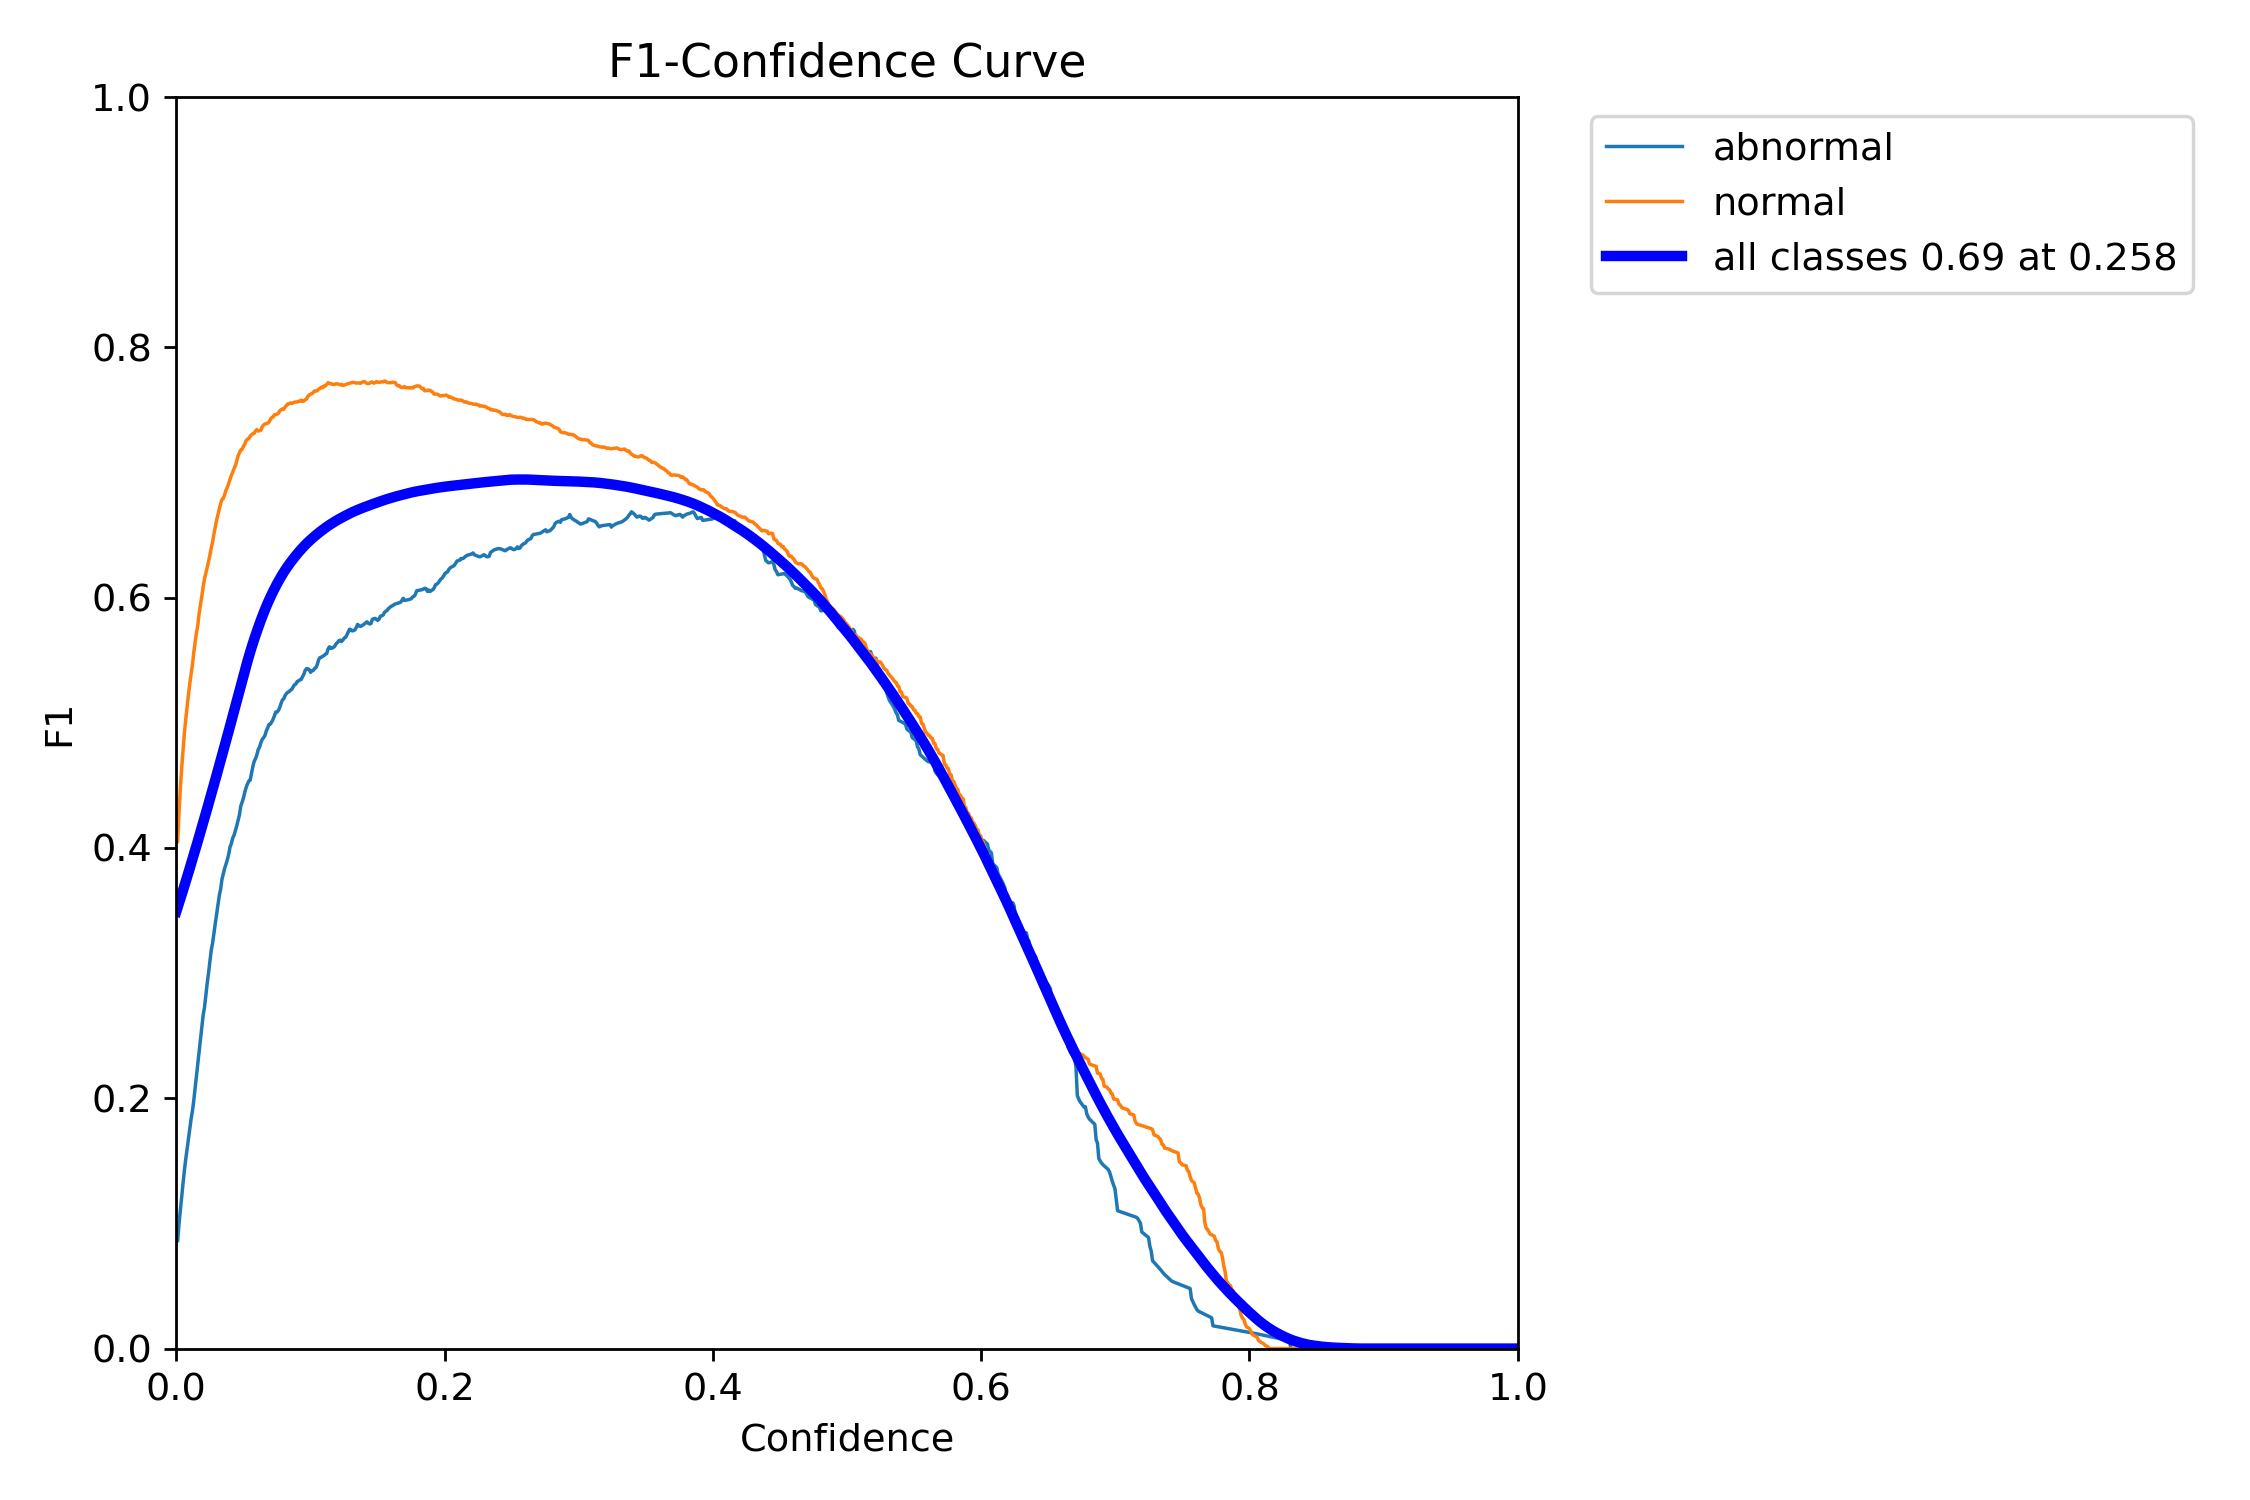 F1-Confidence Curve
1.0
0.8
0.6
0.4
0.2
0.0
F1
0.0 0.2 0.4 0.6 0.8 1.0
Confidence
abnormal
normal
all classes 0.69 at 0.258